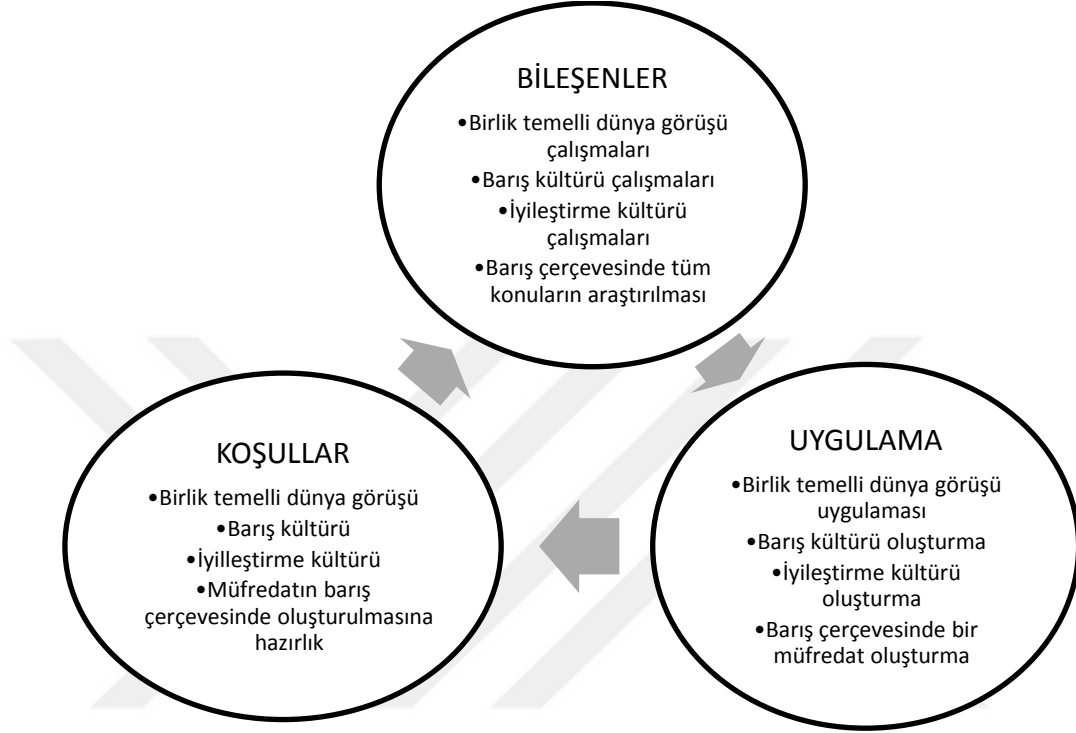 BİLEŞENLER
•Birlik temelli dünya görüşü
çalışmaları
•Barış kültürü çalışmaları
•İyileştirme kültürü
çalışmaları
•Barış çerçevesinde tüm
konuların araştırılması
KOŞULLAR
•Birlik temelli dünya görüşü
•Barış kültürü
•İyilleştirme kültürü
•Müfredatın barış
çerçevesinde oluşturulmasına
hazırlık
UYGULAMA
•Birlik temelli dünya görüşü
uygulaması
•Barış kültürü oluşturma
•İyileştirme kültürü
oluşturma
•Barış çerçevesinde bir
müfredat oluşturma